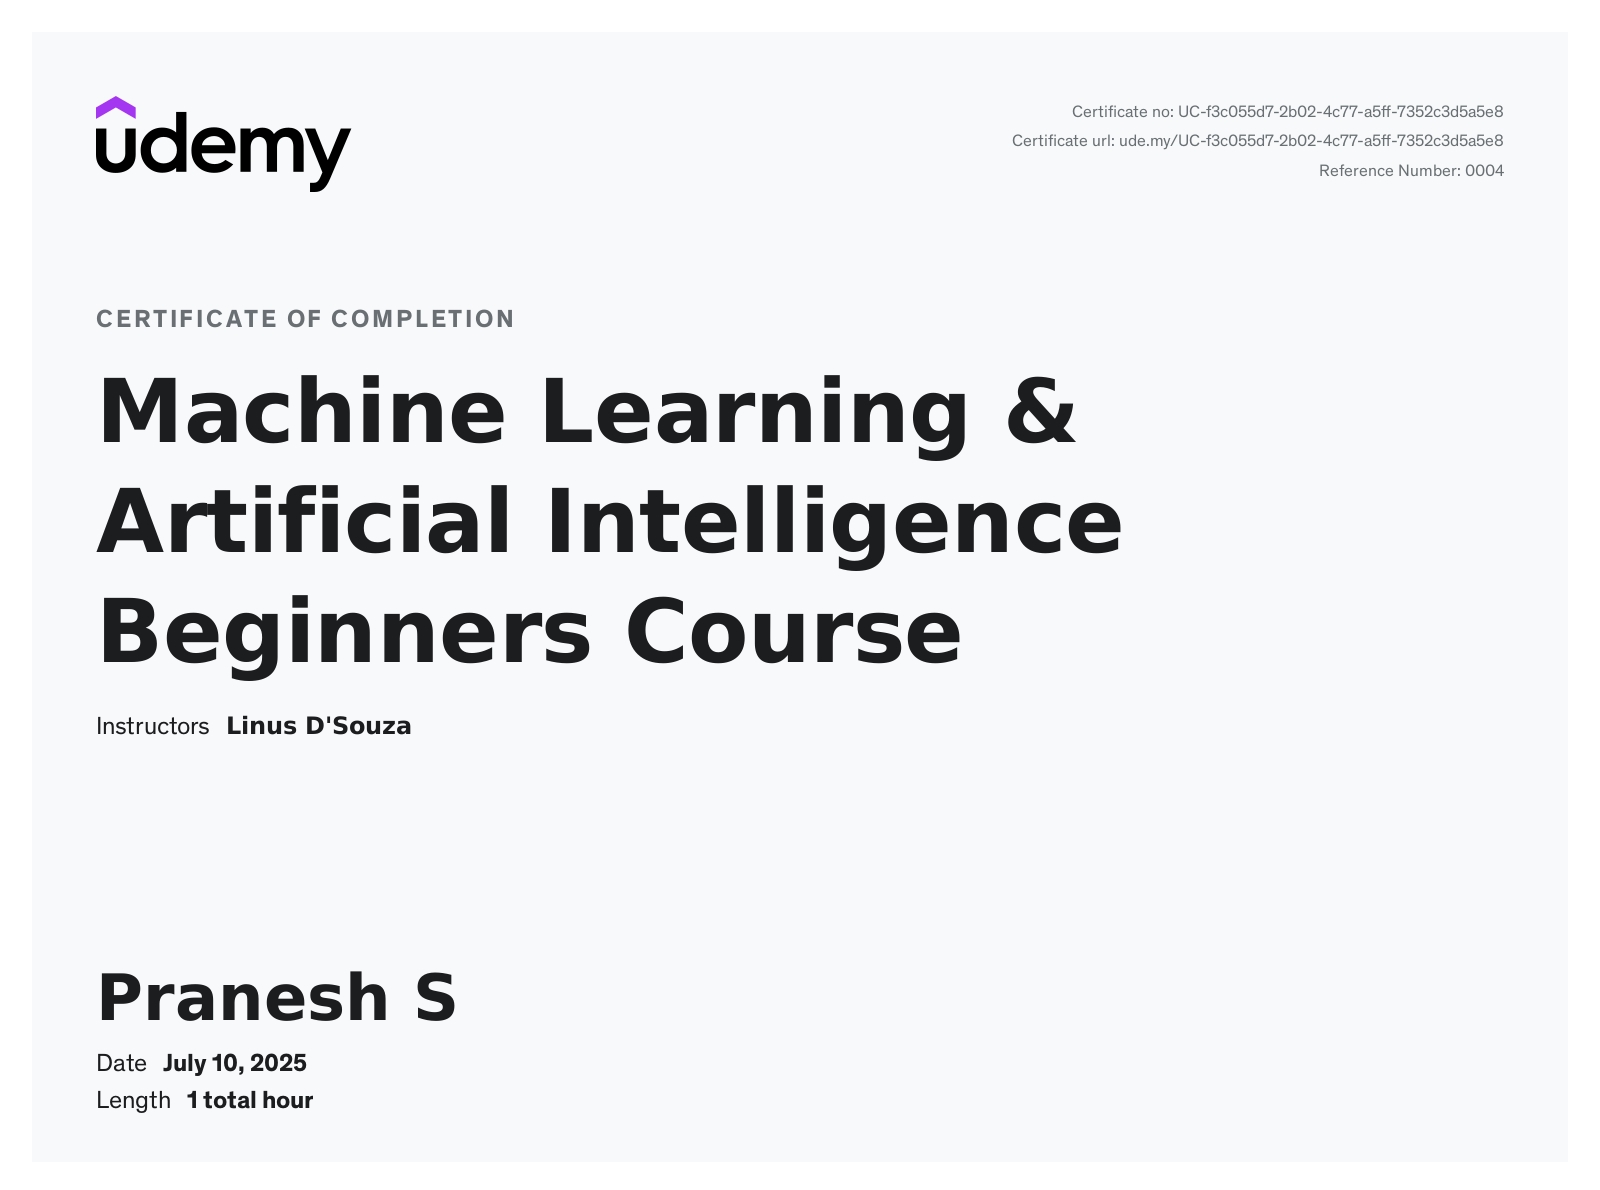 udemy
Certificate no: UC-f3c055d7-2b02-4c77-a5ff-7352c3d5a5e8
Certificate url: ude.my/UC-f3c055d7-2b02-4c77-a5ff-7352c3d5a5e8
Reference Number: 0004
CERTIFICATE OF COMPLETION
Machine Learning &
Artificial Intelligence
Beginners Course
Instructors Linus D'Souza
Pranesh S
Date July 10, 2025
Length 1 total hour